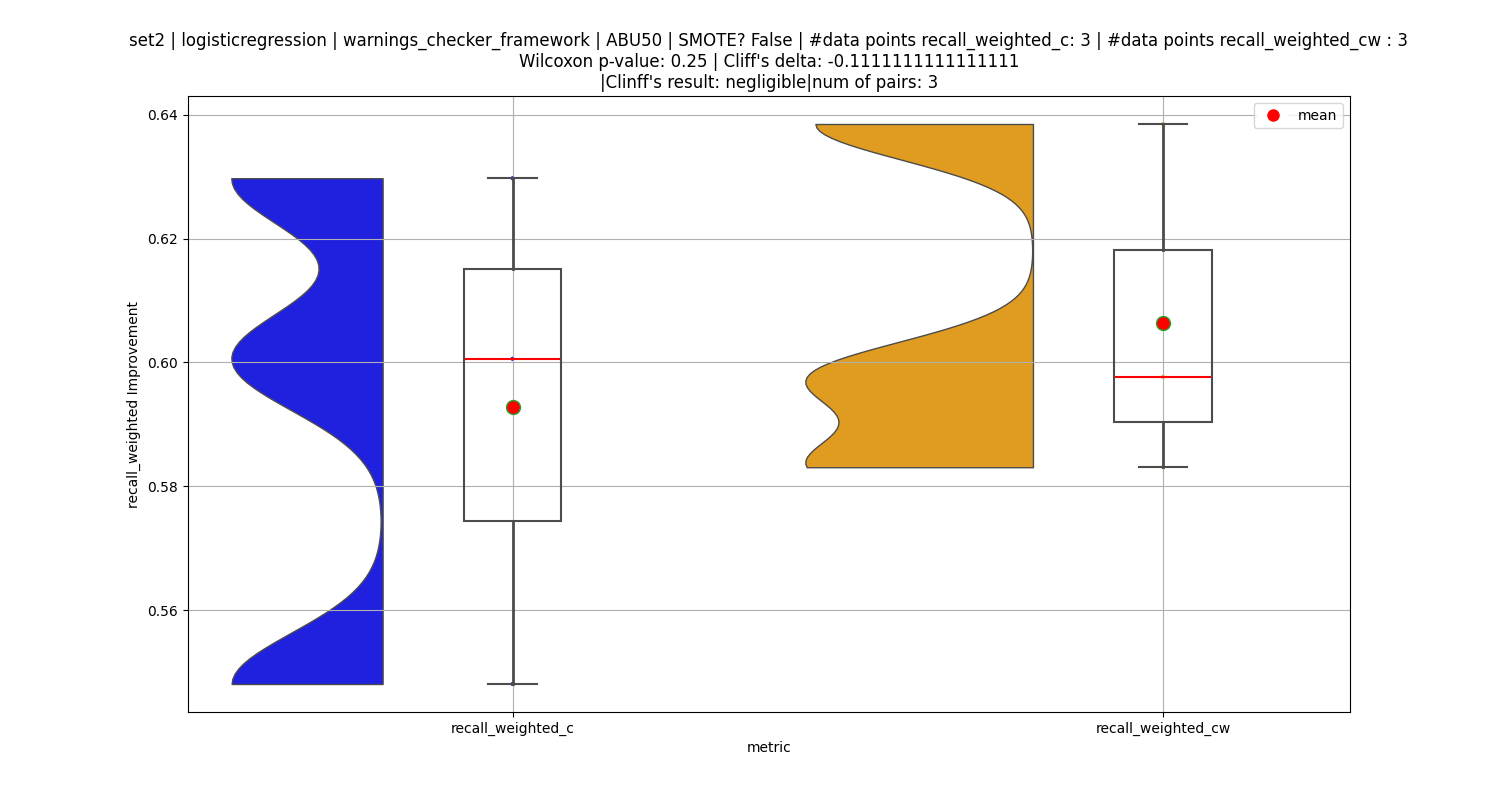 set2 | logisticregression | warnings_checker_framework | ABU50 | SMOTE? False | #data points recall_weighted_c: 3 | #data points recall_weighted_cw : 3
Wilcoxon p-value: 0.25 | Cliff's delta: -0.1111111111111111
|Clinff's result: negligible|num of pairs: 3
mean
0.64
0.62
0.60
0.58
0.56
recall_weighted Improvement
recall_weighted_c
recall_weighted_cw
metric